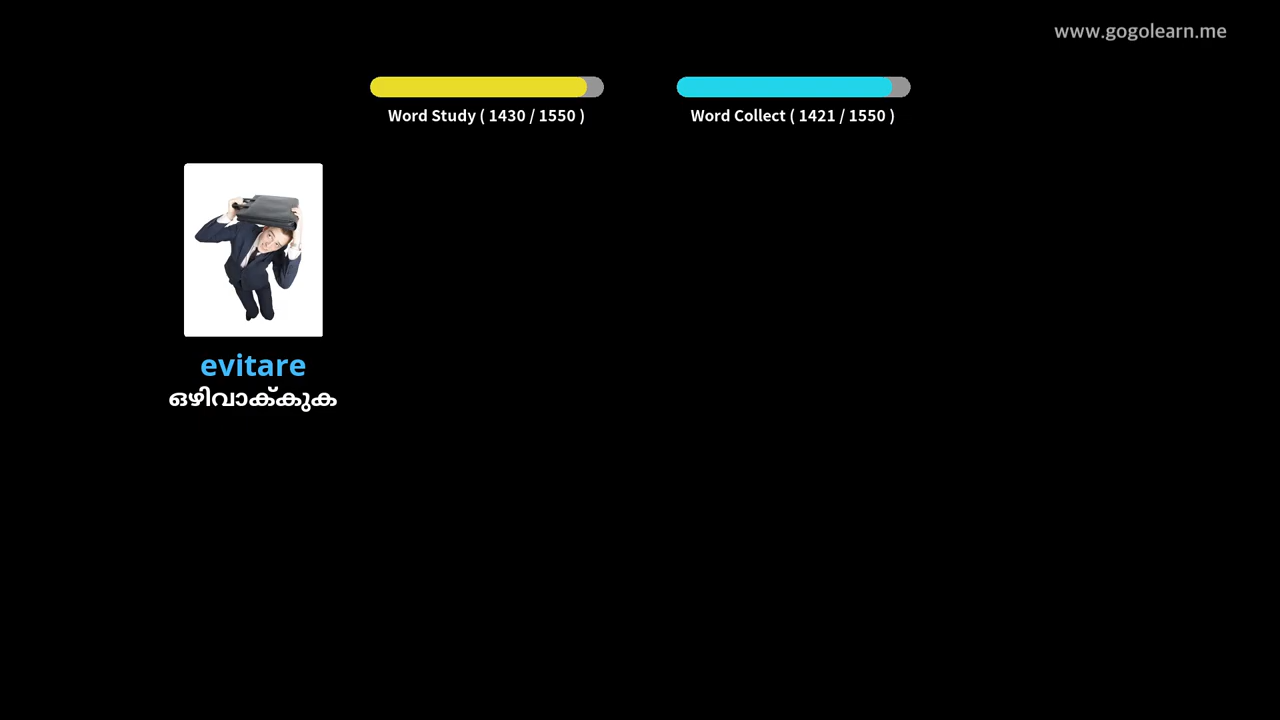 www.gogolearn.me
Word Study ( 1430 / 1550 )
Word Collect ( 1421 / 1550 )
evitare
ഒഴിവാക്കുക